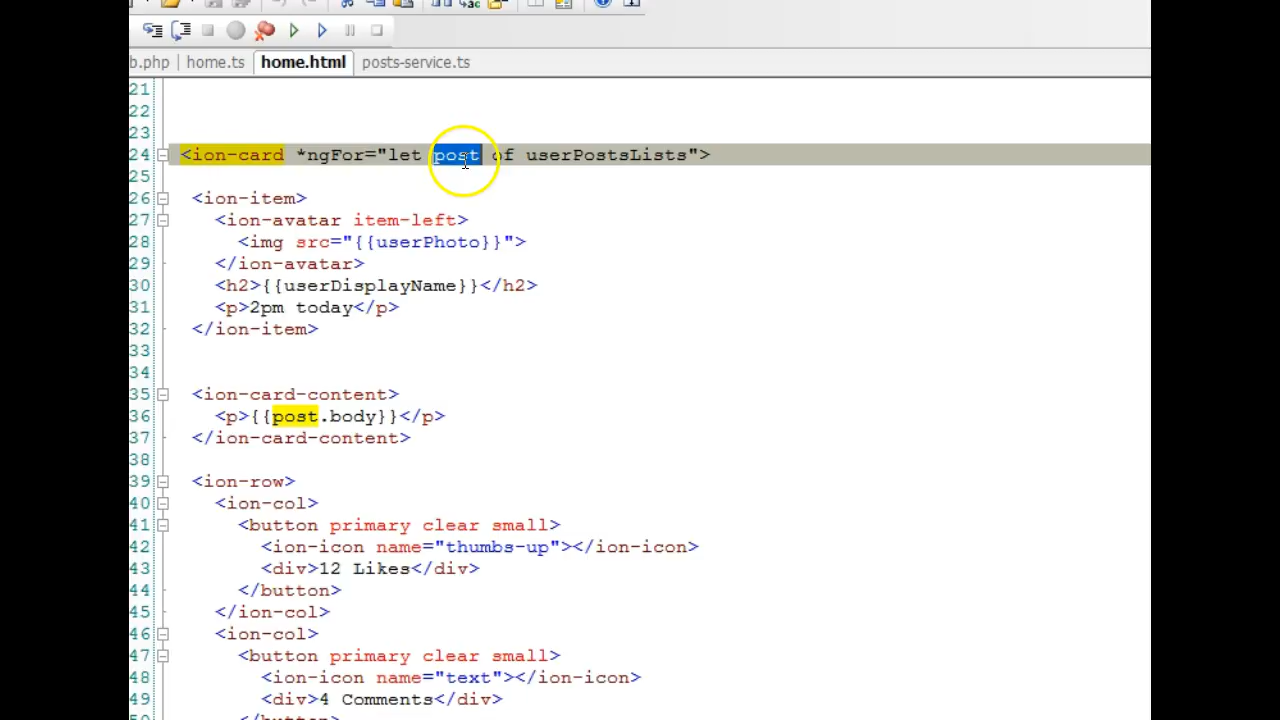 b.php home.ts home.html posts-service.ts
21
22
23
24 <ion-card *ngFor="let post of userPostsLists">
25
26 <ion-item>
27 <ion-avatar item-left>
28 <img src="{{userPhoto}}">
29 </ion-avatar>
30 <h2>{{userDisplayName}}</h2>
31 <p>2pm today</p>
32 </ion-item>
33
34
35 <ion-card-content>
36 <p>{{post.body}}</p>
37 </ion-card-content>
38
39 <ion-row>
40 <ion-col>
41 <button primary clear small>
42 <ion-icon name="thumbs-up"></ion-icon>
43 <div>12 Likes</div>
44 </button>
45 </ion-col>
46 <ion-col>
47 <button primary clear small>
48 <ion-icon name="text"></ion-icon>
49 <div>4 Comments</div>
50 </button>